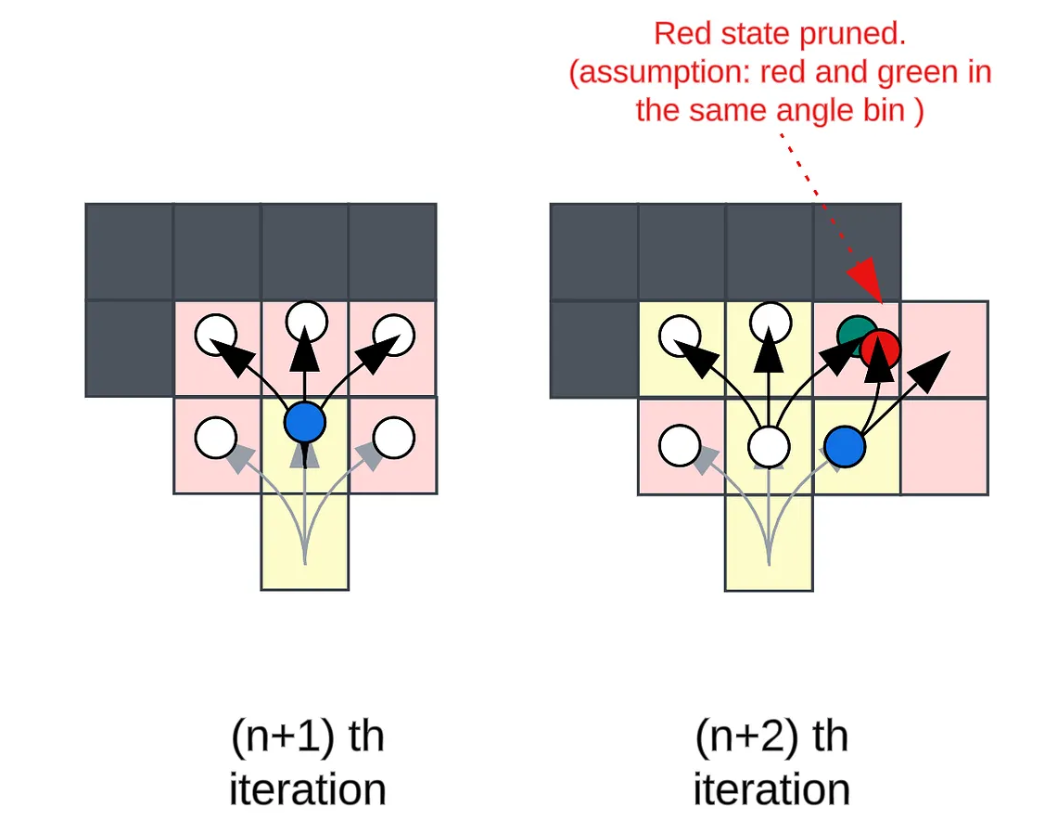 Red state pruned.
(assumption: red and green in
the same angle bin )
(n+1) th
iteration
(n+2) th
iteration